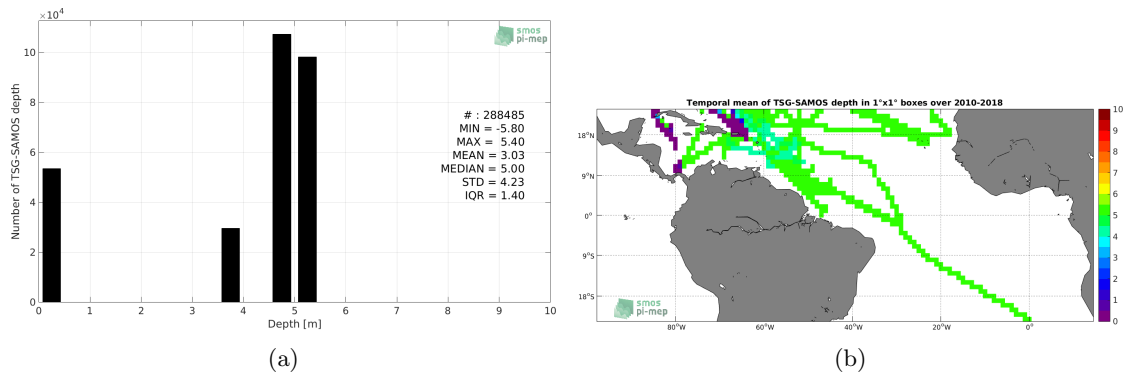 ×10⁴
smos
pi-mep
10
8
6
4
2
0
Number of TSG-SAMOS depth
# : 288485
MIN = -5.80
MAX = 5.40
MEAN = 3.03
MEDIAN = 5.00
STD = 4.23
IQR = 1.40
0 1 2 3 4 5 6 7 8 9 10
Depth [m]
(a)
Temporal mean of TSG-SAMOS depth in 1°x1° boxes over 2010-2018
18°N
9°N
0°
9°S
18°S
smos
pi-mep
80°W 60°W 40°W 20°W 0°
10
9
8
7
6
5
4
3
2
1
0
(b)